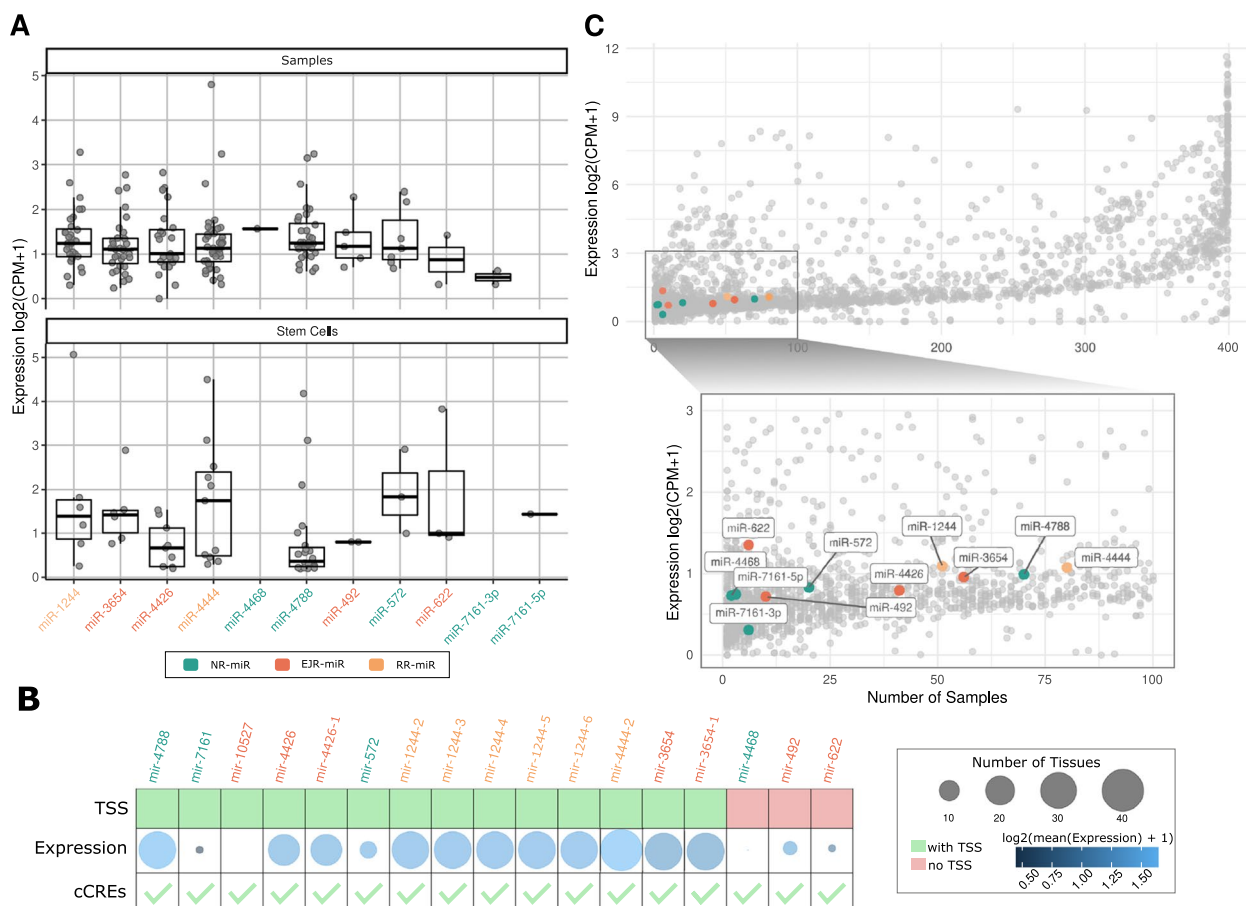 A
Samples
5
4
3
2
1
0
Stem Cells
5
4
3
2
1
0
Expression log2(CPM+1)
miR-1244
miR-3654
miR-4426
miR-4444
miR-4468
miR-4788
miR-492
miR-572
miR-622
miR-7161-3p
miR-7161-5p
NR-miR EJR-miR RR-miR
C
12
9
6
3
0
Expression log2(CPM+1)
0 100 200 300 400
3
2
1
0
Expression log2(CPM+1)
miR-622
miR-4468
miR-7161-5p
miR-7161-3p
miR-572
miR-1244
miR-3654
miR-4426
miR-492
miR-4788
miR-4444
0 25 50 75 100
Number of Samples
B
mir-4788
mir-7161
mir-10527
mir-4426
mir-4426-1
mir-572
mir-1244-2
mir-1244-3
mir-1244-4
mir-1244-5
mir-1244-6
mir-4444-2
mir-3654
mir-3654-1
mir-4468
mir-492
mir-622
TSS
Expression
cCREs
Number of Tissues
10 20 30 40
with TSS
no TSS
log2(mean(Expression) + 1)
0.50 0.75 1.00 1.25 1.50